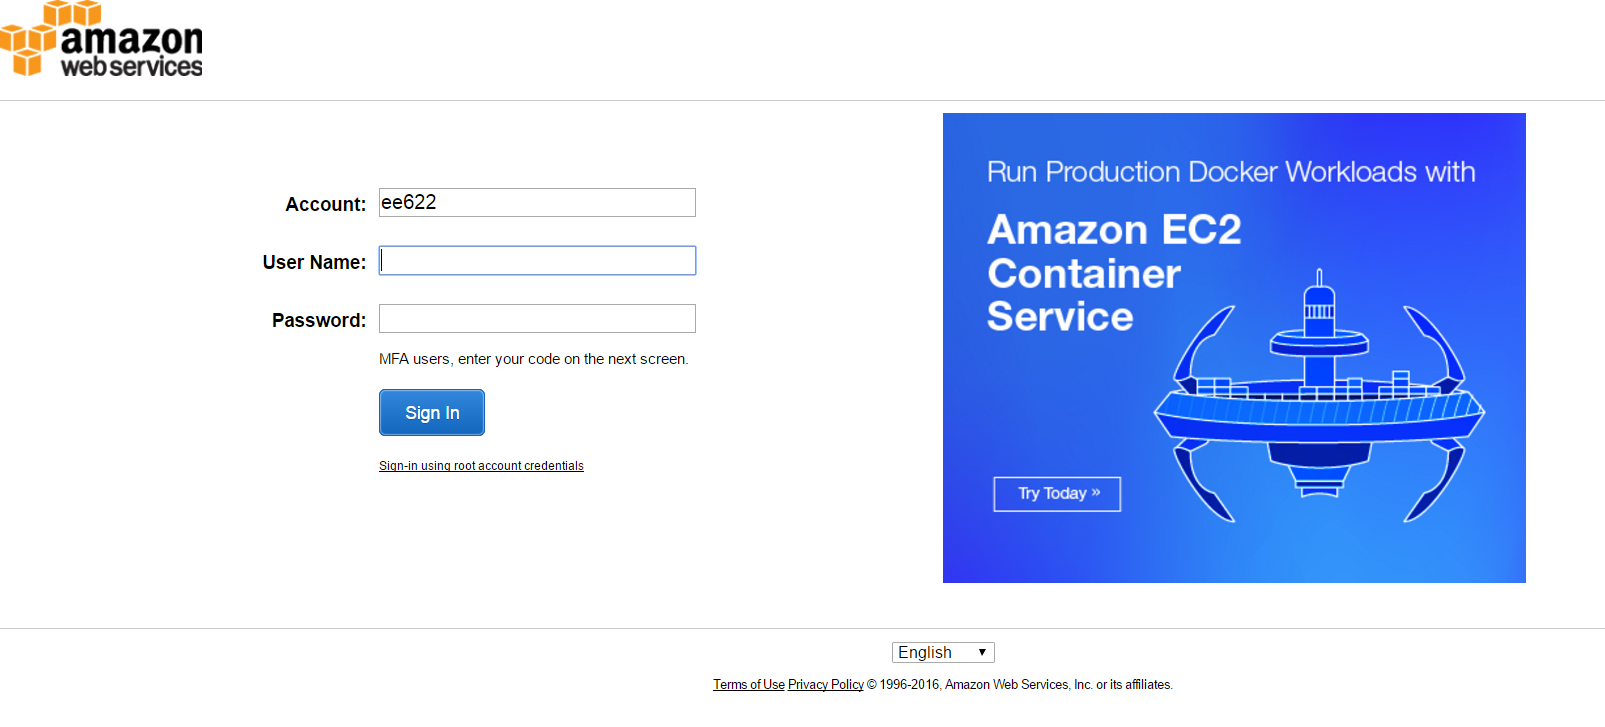 amazon
web services
Account: ee622
User Name:
Password:
MFA users, enter your code on the next screen.
Sign In
Sign-in using root account credentials
Run Production Docker Workloads with
Amazon EC2
Container
Service
Try Today »
English
Terms of Use Privacy Policy © 1996-2016, Amazon Web Services, Inc. or its affiliates.